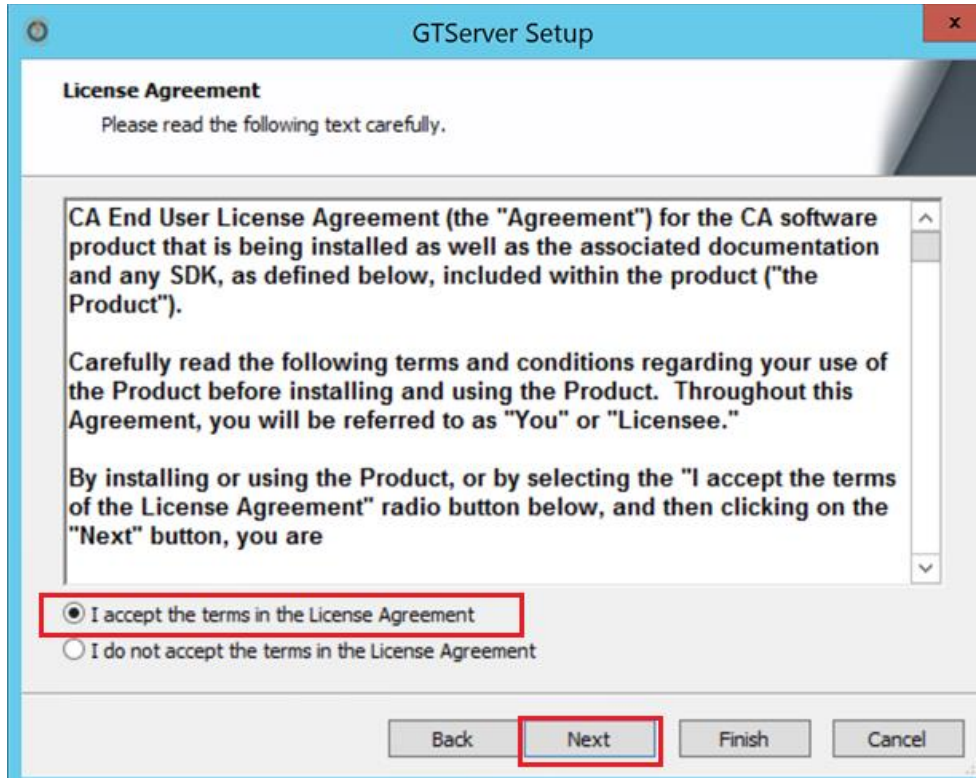 GTServer Setup
x
License Agreement
Please read the following text carefully.
CA End User License Agreement (the "Agreement") for the CA software
product that is being installed as well as the associated documentation
and any SDK, as defined below, included within the product ("the
Product").
Carefully read the following terms and conditions regarding your use of
the Product before installing and using the Product.  Throughout this
Agreement, you will be referred to as "You" or "Licensee."
By installing or using the Product, or by selecting the "I accept the terms
of the License Agreement" radio button below, and then clicking on the
"Next" button, you are
I accept the terms in the License Agreement
I do not accept the terms in the License Agreement
Back Next Finish Cancel